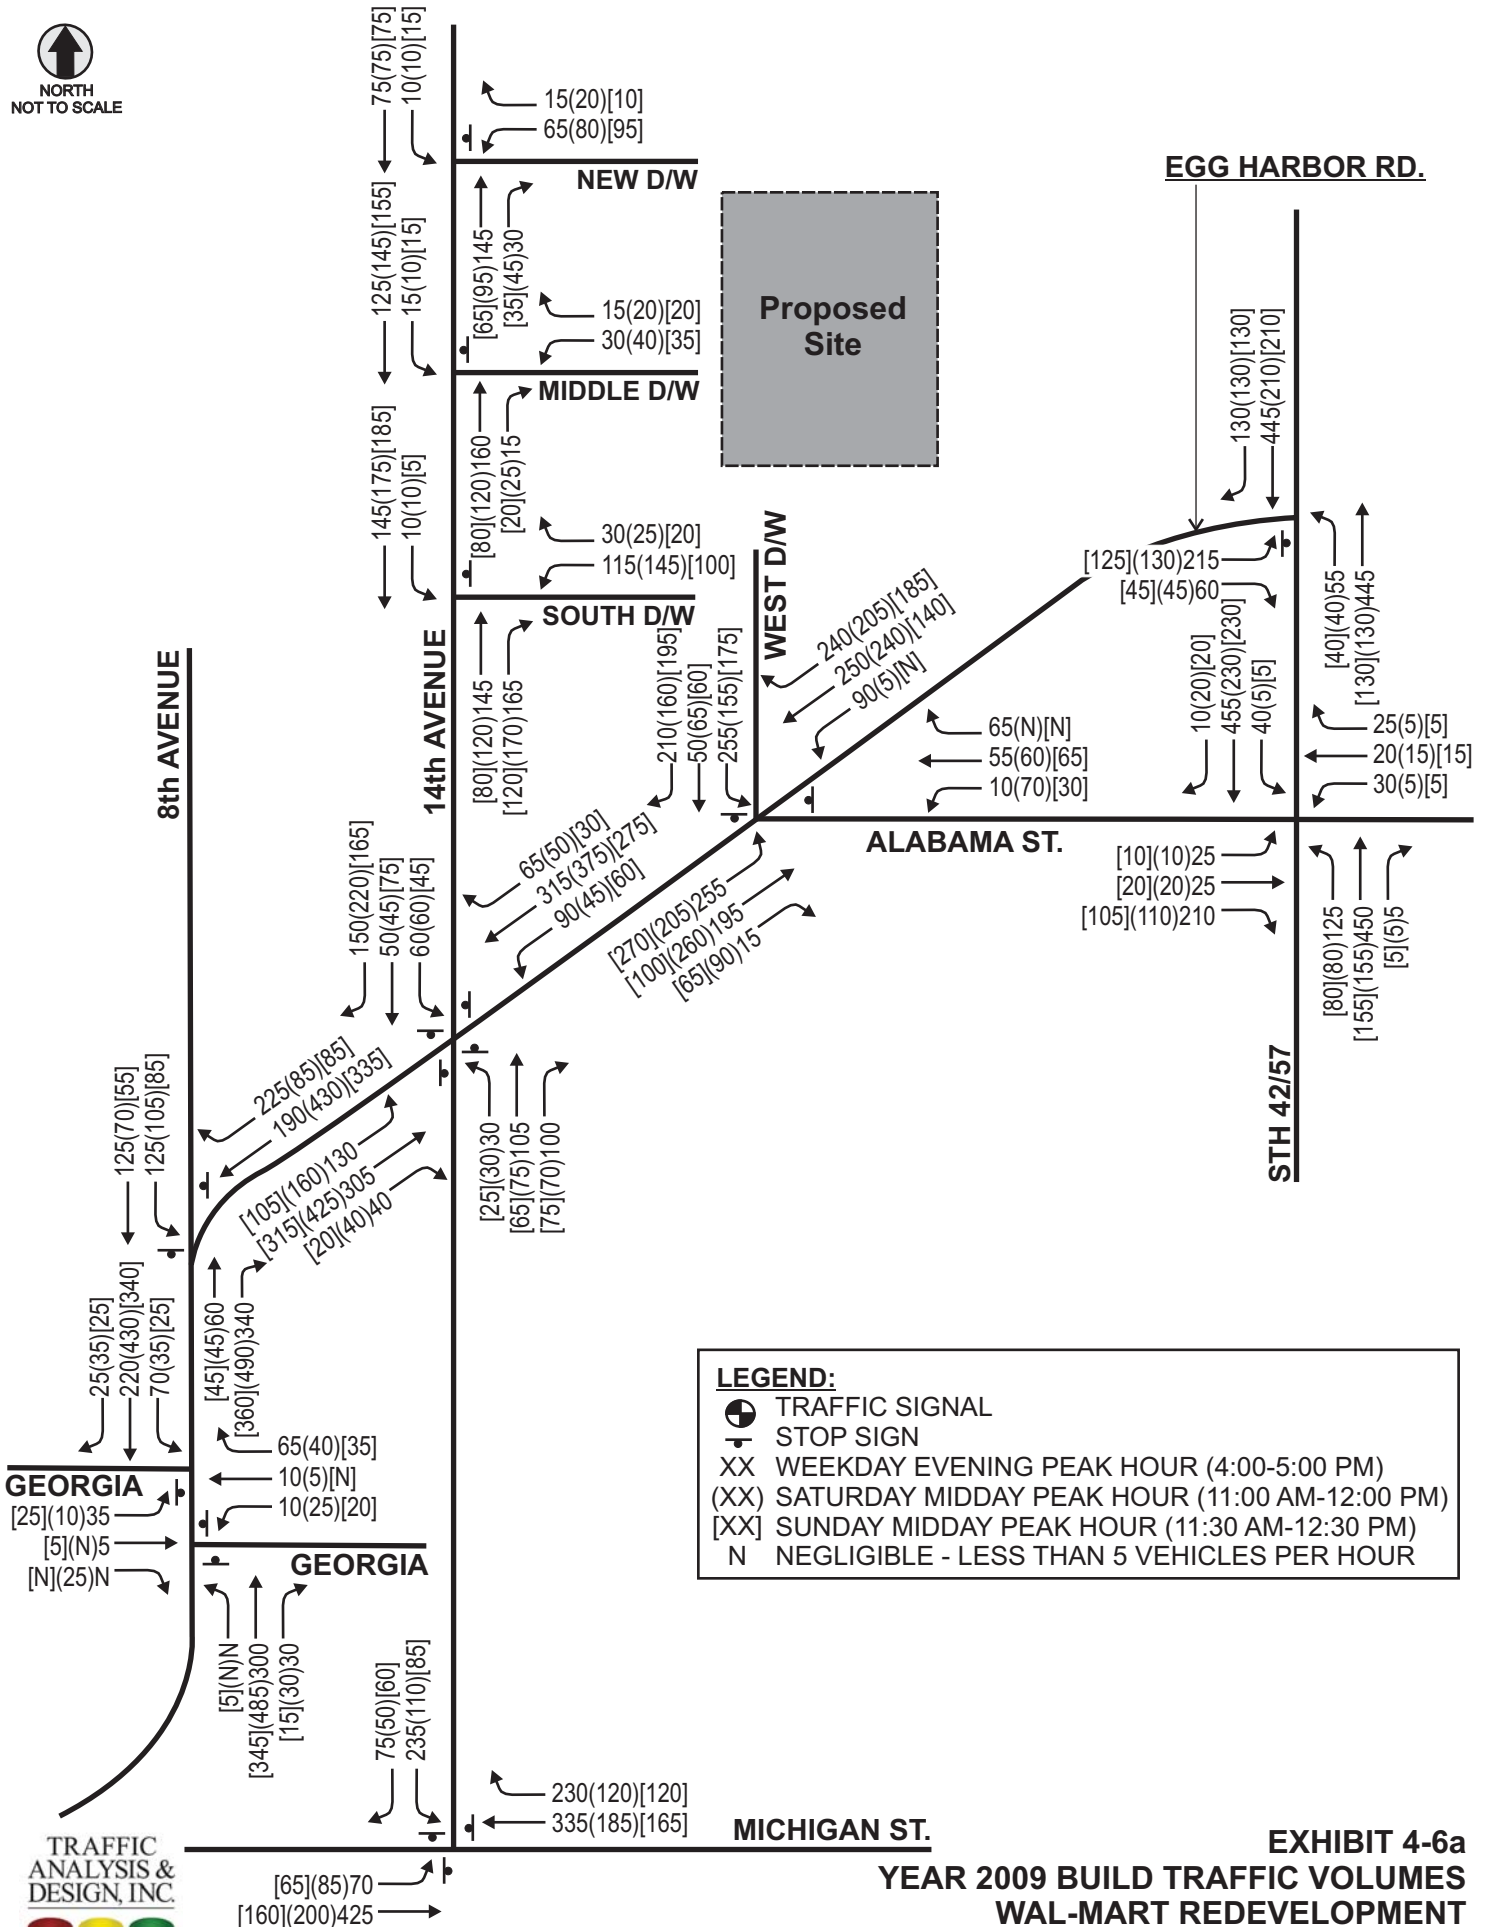 NORTH
NOT TO SCALE
75(75)[75]
10(10)[15]
15(20)[10]
65(80)[95]
NEW D/W
EGG HARBOR RD.
125(145)[155]
15(10)[15]
[65](95)145
[35](45)30
15(20)[20]
30(40)[35]
MIDDLE D/W
Proposed
Site
130(130)[130]
445(210)[210]
145(175)[185]
10(10)[5]
[80](120)160
[20](25)15
30(25)[20]
115(145)[100]
SOUTH D/W
WEST D/W
[125](130)215
[45](45)60
[40](40)55
[130](130)445
8th AVENUE
14th AVENUE
[80](120)145
[120](170)165
210(160)[195]
50(65)[60]
255(155)[175]
240(205)[185]
250(240)[140]
90(5)[N]
65(N)[N]
55(60)[65]
10(70)[30]
10(20)[20]
455(230)[230]
40(5)[5]
25(5)[5]
20(15)[15]
30(5)[5]
ALABAMA ST.
150(220)[165]
50(45)[75]
60(60)[45]
65(50)[30]
315(375)[275]
90(45)[60]
[270](205)255
[100](260)195
[65](90)15
[10](10)25
[20](20)25
[105](110)210
[80](80)125
[155](155)450
[5](5)5
STH 42/57
125(70)[55]
125(105)[85]
225(85)[85]
190(430)[335]
[105](160)130
[315](425)305
[20](40)40
[25](30)30
[65](75)105
[75](70)100
25(35)[25]
220(430)[340]
70(35)[25]
[45](45)60
[360](490)340
65(40)[35]
10(5)[N]
10(25)[20]
GEORGIA
[25](10)35
[5](N)5
[N](25)N
GEORGIA
[5](N)N
[345](485)300
[15](30)30
LEGEND:
TRAFFIC SIGNAL
STOP SIGN
XX WEEKDAY EVENING PEAK HOUR (4:00-5:00 PM)
(XX) SATURDAY MIDDAY PEAK HOUR (11:00 AM-12:00 PM)
[XX] SUNDAY MIDDAY PEAK HOUR (11:30 AM-12:30 PM)
N NEGLIGIBLE - LESS THAN 5 VEHICLES PER HOUR
75(50)[60]
235(110)[85]
230(120)[120]
335(185)[165]
MICHIGAN ST.
[65](85)70
[160](200)425
TRAFFIC
ANALYSIS &
DESIGN, INC.
EXHIBIT 4-6a
YEAR 2009 BUILD TRAFFIC VOLUMES
WAL-MART REDEVELOPMENT